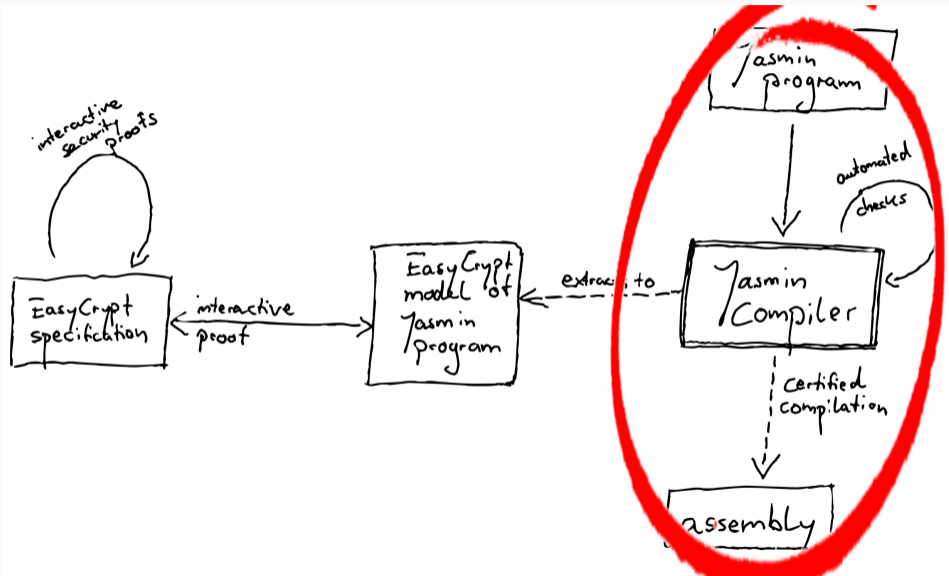 Jasmin
program
automated
checks
interactive
security
proofs
EasyCrypt
specification
interactive
proof
EasyCrypt
model of
Jasmin
program
extract to
Jasmin
Compiler
certified
compilation
assembly